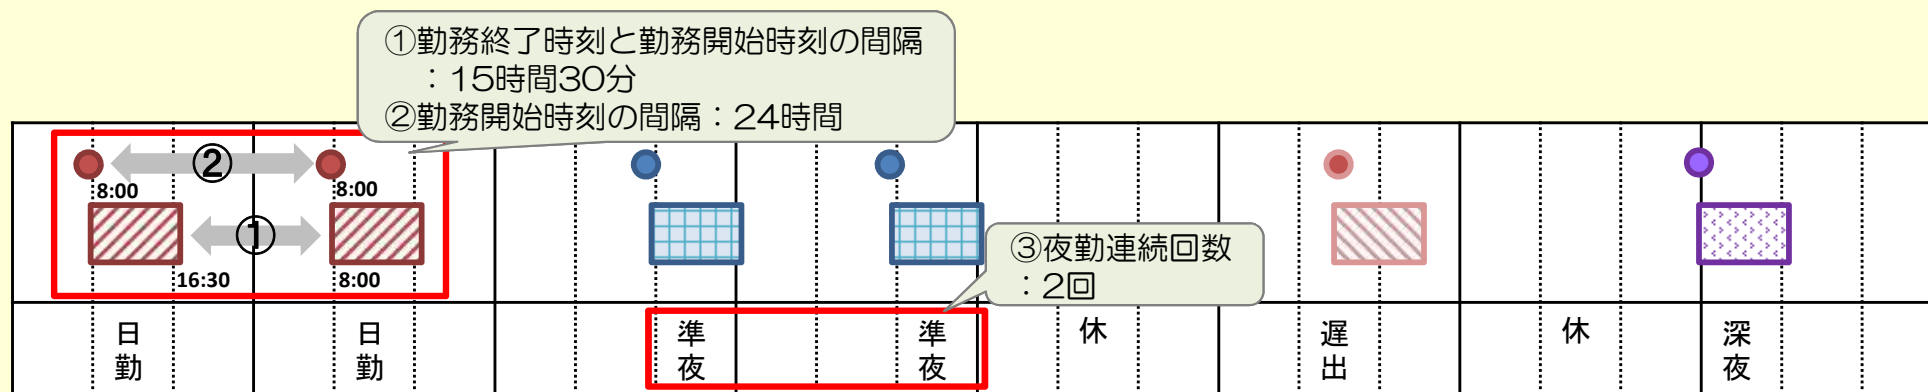 ①勤務終了時刻と勤務開始時刻の間隔
：15時間30分
②勤務開始時刻の間隔：24時間
②
8:00
8:00
①
16:30
8:00
③夜勤連続回数
：2回
日勤
日勤
準夜
準夜
休
遅出
休
深夜